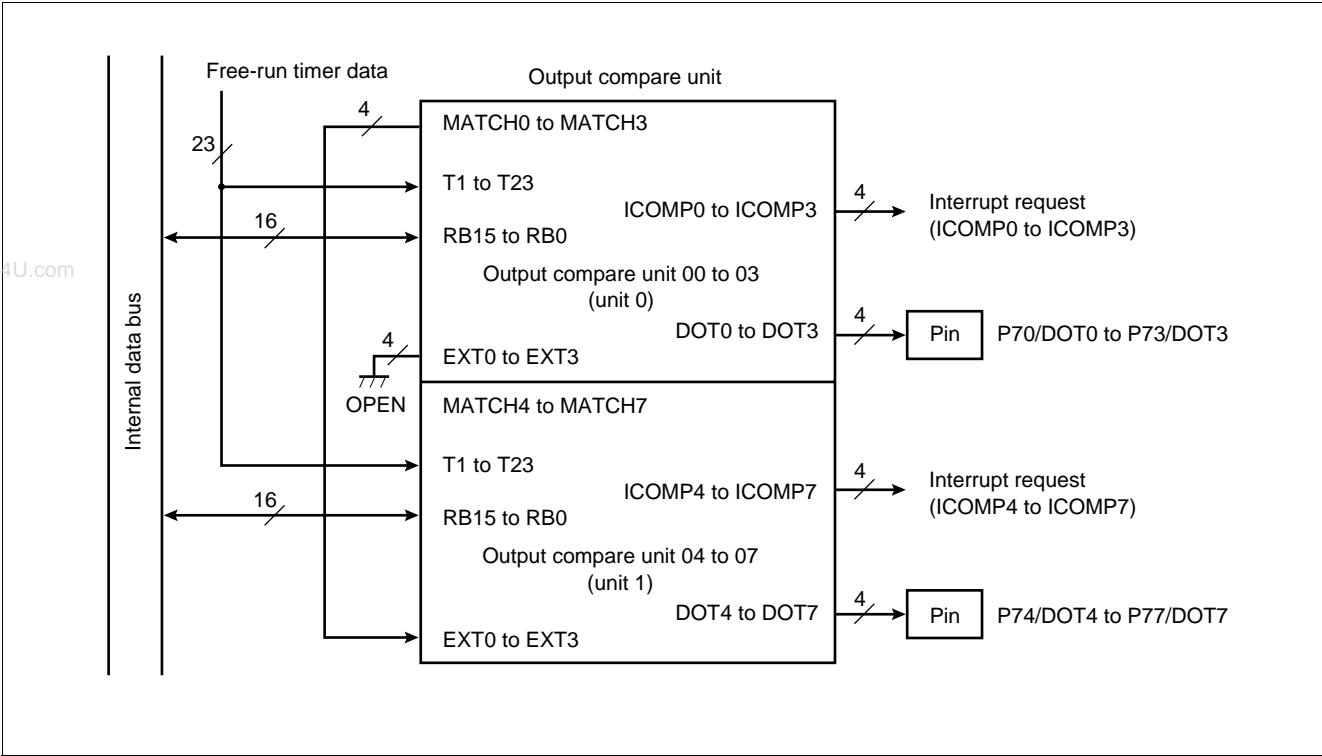 Free-run timer data
Output compare unit
4
MATCH0 to MATCH3
23
T1 to T23
4
ICOMP0 to ICOMP3
Interrupt request
(ICOMP0 to ICOMP3)
16
RB15 to RB0
4U.com
Output compare unit 00 to 03
(unit 0)
Internal data bus
4
DOT0 to DOT3
Pin
P70/DOT0 to P73/DOT3
4
EXT0 to EXT3
OPEN
MATCH4 to MATCH7
T1 to T23
4
ICOMP4 to ICOMP7
Interrupt request
(ICOMP4 to ICOMP7)
16
RB15 to RB0
Output compare unit 04 to 07
(unit 1)
4
DOT4 to DOT7
Pin
P74/DOT4 to P77/DOT7
EXT0 to EXT3